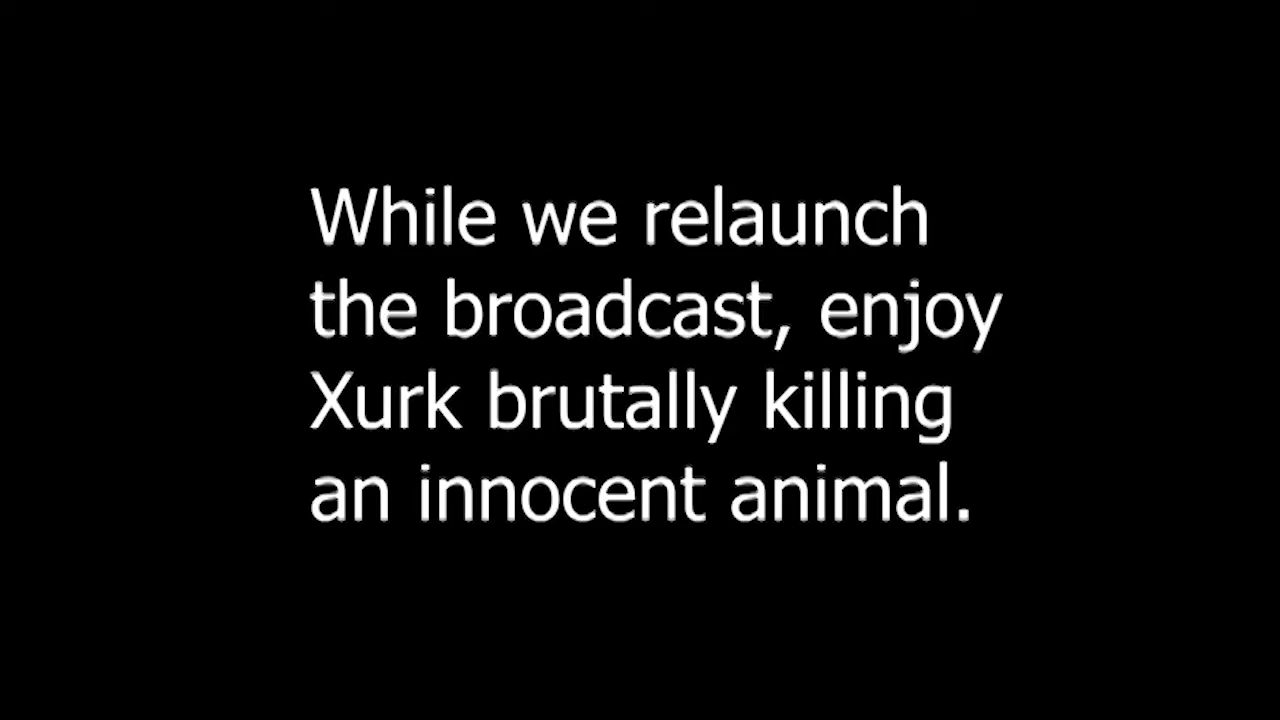 While we relaunch
the broadcast, enjoy
Xurk brutally killing
an innocent animal.